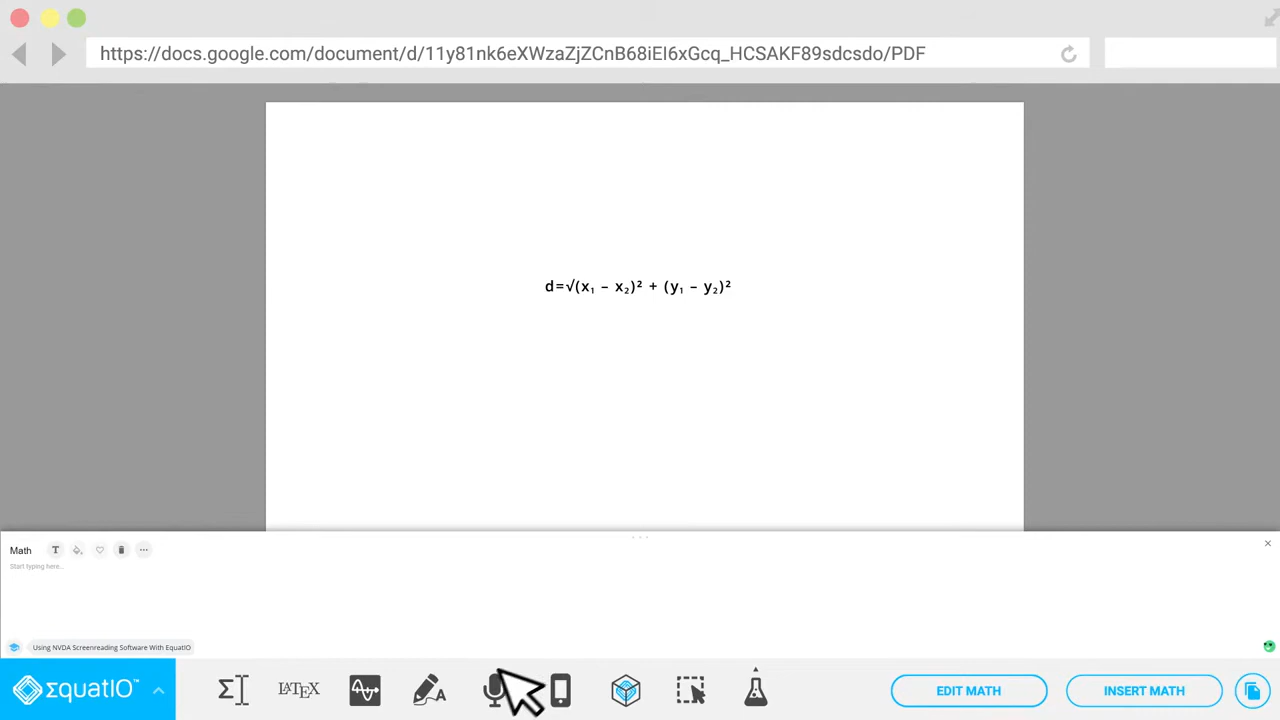 https://docs.google.com/document/d/11y81nk6eXWzaZjZCnB68iEI6xGcq_HCSAKF89sdcsdo/PDF
d=√(x₁ – x₂)² + (y₁ – y₂)²
Math T
Start typing here...
Using NVDA Screenreading Software With EquatIO
ΣquatIO™ LATEX EDIT MATH INSERT MATH